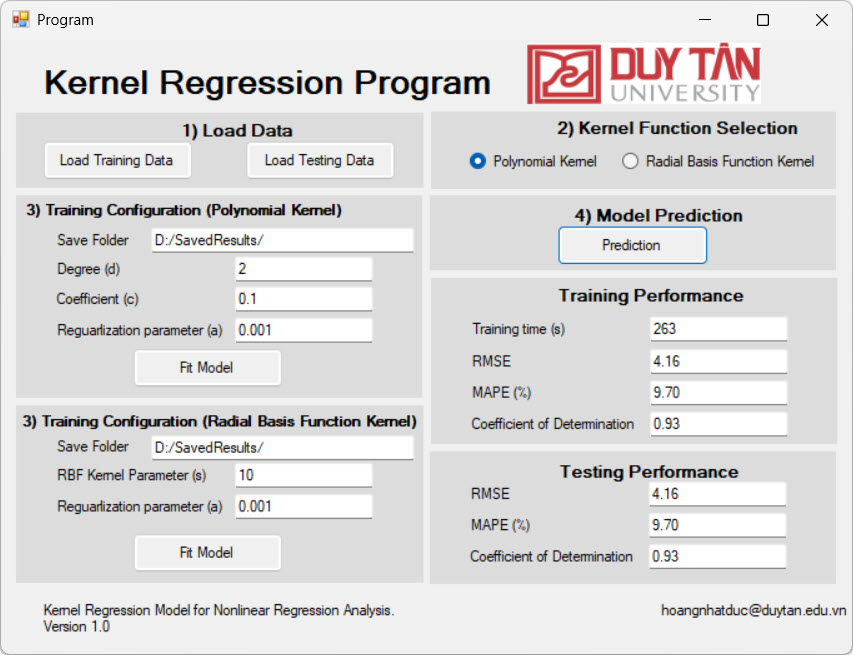 Program
Kernel Regression Program
DUY TÂN
UNIVERSITY
1) Load Data
Load Training Data
Load Testing Data
2) Kernel Function Selection
Polynomial Kernel
Radial Basis Function Kernel
3) Training Configuration (Polynomial Kernel)
Save Folder
D:/SavedResults/
Degree (d)
2
Coefficient (c)
0.1
Reguarlization parameter (a)
0.001
Fit Model
3) Training Configuration (Radial Basis Function Kernel)
Save Folder
D:/SavedResults/
RBF Kernel Parameter (s)
10
Reguarlization parameter (a)
0.001
Fit Model
4) Model Prediction
Prediction
Training Performance
Training time (s)
263
RMSE
4.16
MAPE (%)
9.70
Coefficient of Determination
0.93
Testing Performance
RMSE
4.16
MAPE (%)
9.70
Coefficient of Determination
0.93
Kernel Regression Model for Nonlinear Regression Analysis.
Version 1.0
hoangnhatduc@duytan.edu.vn